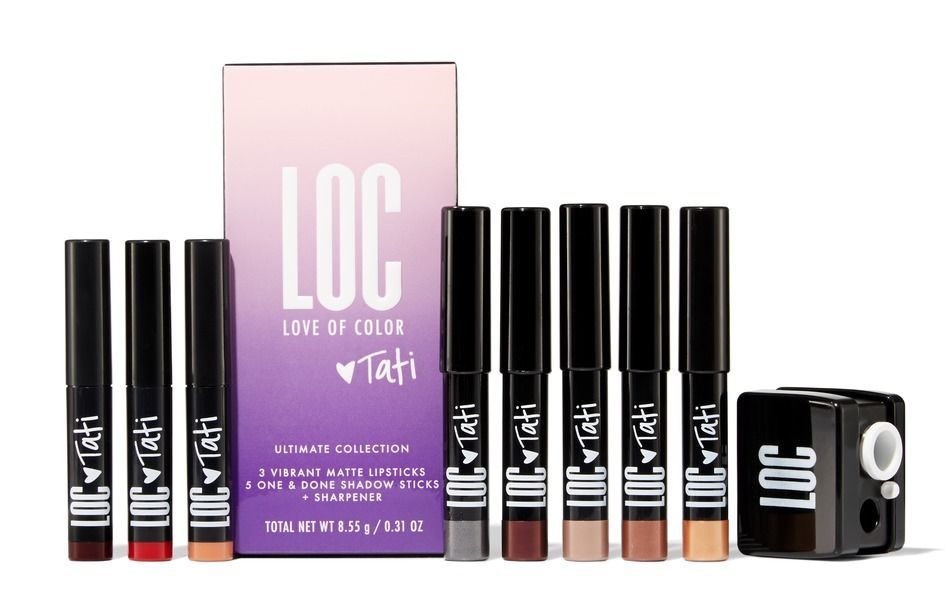 LOC ♥Tati
LOC ♥Tati
LOC ♥Tati
LOC
LOVE OF COLOR
♥Tati
ULTIMATE COLLECTION
3 VIBRANT MATTE LIPSTICKS
5 ONE & DONE SHADOW STICKS
+ SHARPENER
TOTAL NET WT 8.55 g / 0.31 OZ
LOC ♥Tati
LOC ♥Tati
LOC ♥Tati
LOC ♥Tati
LOC ♥Tati
LOC